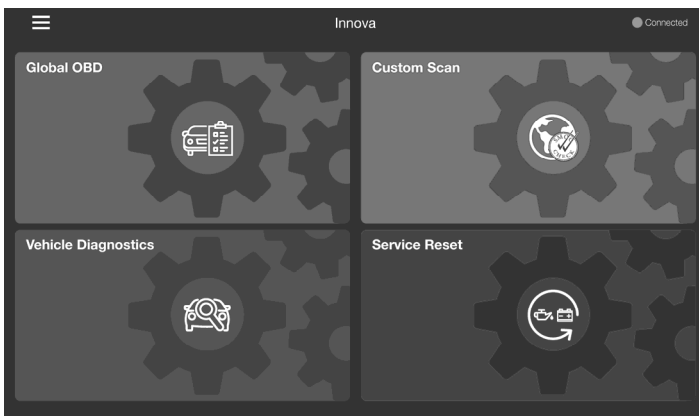 Innova
Connected
Global OBD
Custom Scan
Vehicle Diagnostics
Service Reset